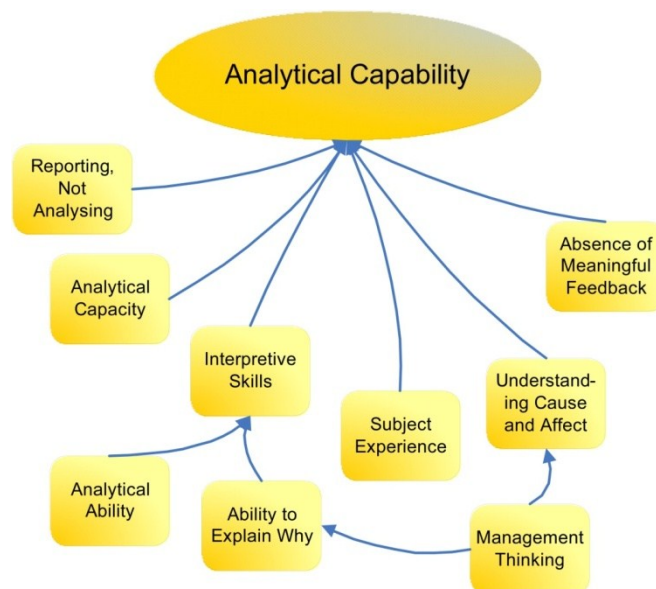 Analytical Capability
Reporting,
Not
Analysing
Absence of
Meaningful
Feedback
Analytical
Capacity
Interpretive
Skills
Understand-
ing Cause
and Affect
Subject
Experience
Analytical
Ability
Ability to
Explain Why
Management
Thinking